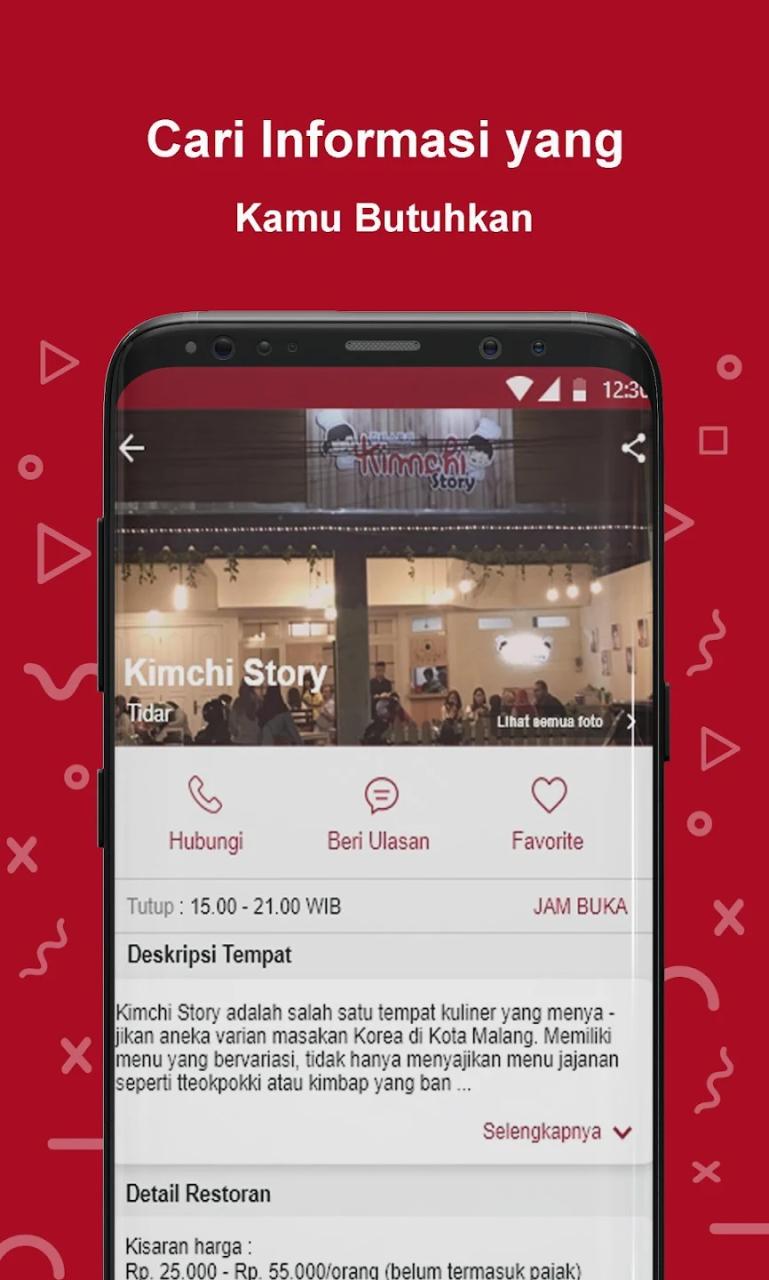 Cari Informasi yang
Kamu Butuhkan
Kimchi
Story
Kimchi Story
Tidar
Lihat semua foto
Hubungi
Beri Ulasan
Favorite
Tutup : 15.00 - 21.00 WIB
JAM BUKA
Deskripsi Tempat
Kimchi Story adalah salah satu tempat kuliner yang menya -
jikan aneka varian masakan Korea di Kota Malang. Memiliki
menu yang bervariasi, tidak hanya menyajikan menu jajanan
seperti tteokpokki atau kimbap yang ban ...
Selengkapnya
Detail Restoran
Kisaran harga :
Rp. 25.000 - Rp. 55.000/orang (belum termasuk pajak)